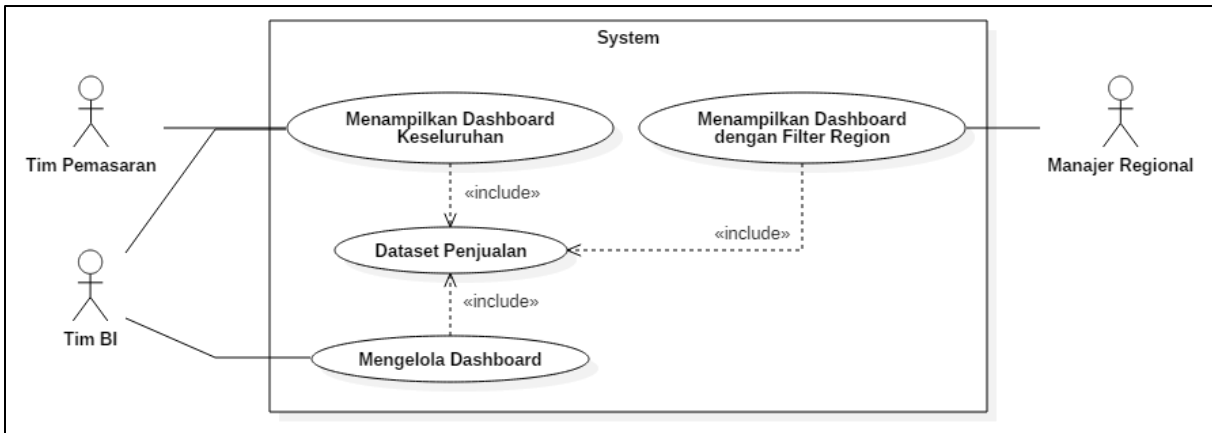 System
Tim Pemasaran
Menampilkan Dashboard
Keseluruhan
Menampilkan Dashboard
dengan Filter Region
Manajer Regional
«include»
«include»
Dataset Penjualan
«include»
Tim BI
Mengelola Dashboard